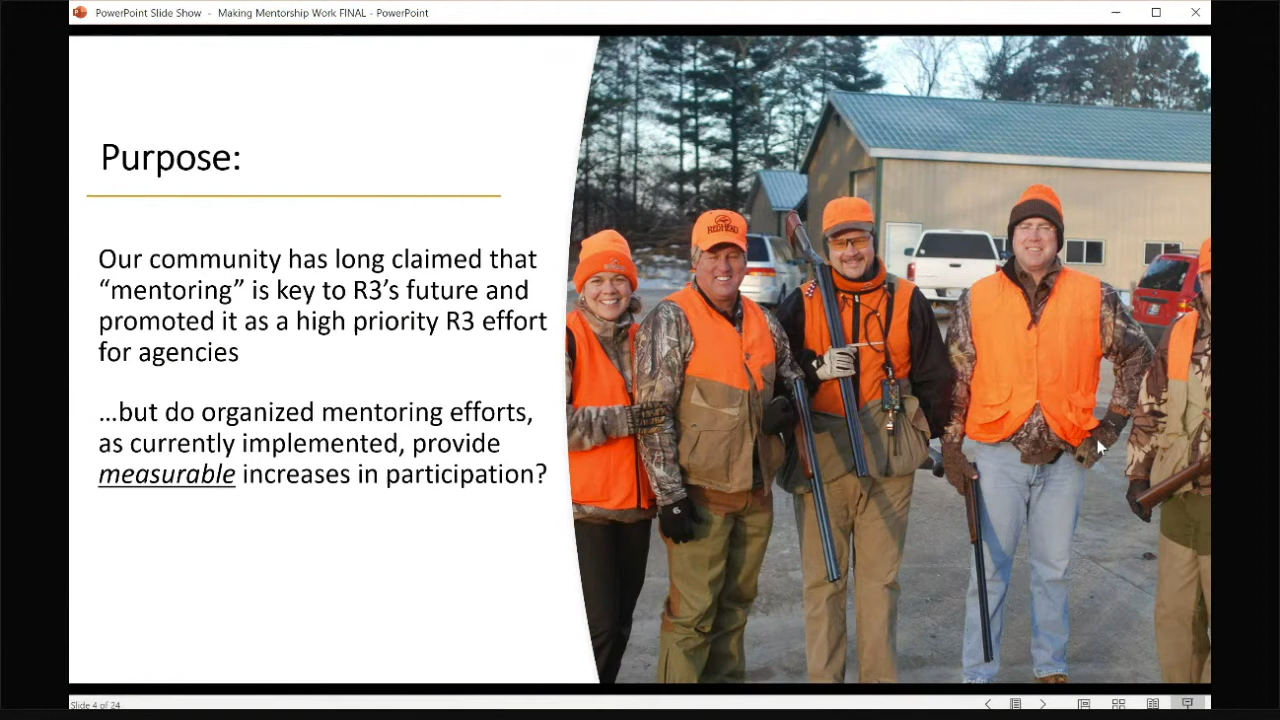 PowerPoint Slide Show - Making Mentorship Work FINAL - PowerPoint
Purpose:
Our community has long claimed that
“mentoring” is key to R3’s future and
promoted it as a high priority R3 effort
for agencies
…but do organized mentoring efforts,
as currently implemented, provide
measurable increases in participation?
REDHEAD
Slide 4 of 24